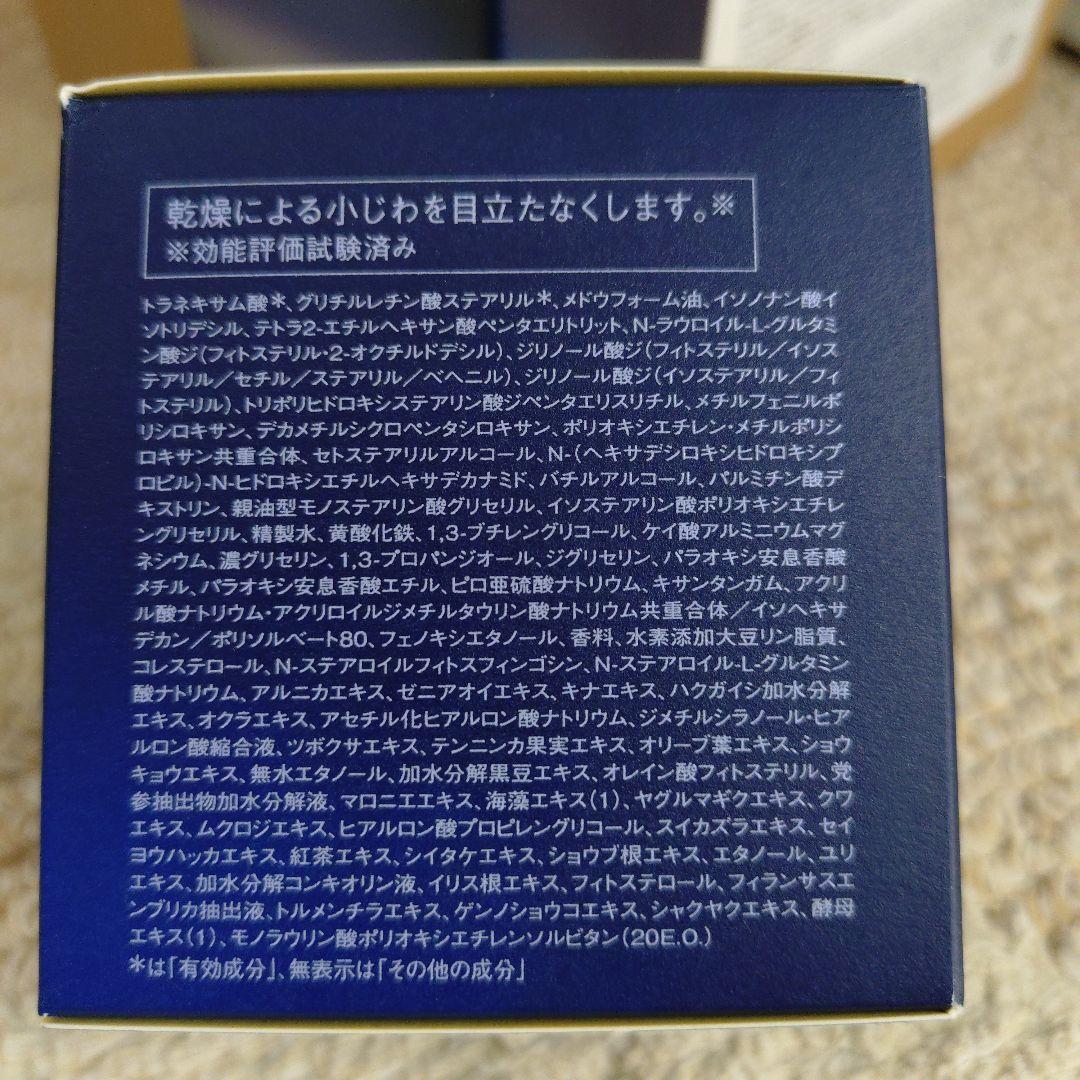 乾燥による小じわを目立たなくします。※
※効能評価試験済み
トラネキサム酸*、グリチルレチン酸ステアリル*、メドウフォーム油、イソノナン酸イ
ソトリデシル、テトラ2-エチルヘキサン酸ペンタエリトリット、N-ラウロイル-L-グルタミ
ン酸ジ(フィトステリル・2-オクチルドデシル)、ジリノール酸ジ(フィトステリル／イソス
テアリル／セチル／ステアリル／ベヘニル)、ジリノール酸ジ(イソステアリル／フィ
トステリル)、トリポリヒドロキシステアリン酸ジペンタエリスリチル、メチルフェニルポ
リシロキサン、デカメチルシクロペンタシロキサン、ポリオキシエチレン・メチルポリシ
ロキサン共重合体、セトステアリルアルコール、N-(ヘキサデシロキシヒドロキシプ
ロピル)-N-ヒドロキシエチルヘキサデカナミド、バチルアルコール、パルミチン酸デ
キストリン、親油型モノステアリン酸グリセリル、イソステアリン酸ポリオキシエチレ
ングリセリル、精製水、黄酸化鉄、1,3-ブチレングリコール、ケイ酸アルミニウムマグ
ネシウム、濃グリセリン、1,3-プロパンジオール、ジグリセリン、パラオキシ安息香酸
メチル、パラオキシ安息香酸エチル、ピロ亜硫酸ナトリウム、キサンタンガム、アクリ
ル酸ナトリウム・アクリロイルジメチルタウリン酸ナトリウム共重合体／イソヘキサ
デカン／ポリソルベート80、フェノキシエタノール、香料、水素添加大豆リン脂質、
コレステロール、N-ステアロイルフィトスフィンゴシン、N-ステアロイル-L-グルタミン
酸ナトリウム、アルニカエキス、ゼニアオイエキス、キナエキス、ハクガイシ加水分解
エキス、オクラエキス、アセチル化ヒアルロン酸ナトリウム、ジメチルシラノール・ヒア
ルロン酸縮合液、ツボクサエキス、テンニンカ果実エキス、オリーブ葉エキス、ショウ
キョウエキス、無水エタノール、加水分解黒豆エキス、オレイン酸フィトステリル、党
参抽出物加水分解液、マロニエエキス、海藻エキス(1)、ヤグルマギクエキス、クワ
エキス、ムクロジエキス、ヒアルロン酸プロピレングリコール、スイカズラエキス、セイ
ヨウハッカエキス、紅茶エキス、シイタケエキス、ショウブ根エキス、エタノール、ユリ
エキス、加水分解コンキオリン液、イリス根エキス、フィトステロール、フィランサスエ
ンブリカ抽出液、トルメンチラエキス、ゲンノショウコエキス、シャクヤクエキス、酵母
エキス(1)、モノラウリン酸ポリオキシエチレンソルビタン(20E.O.)
*は「有効成分」、無表示は「その他の成分」